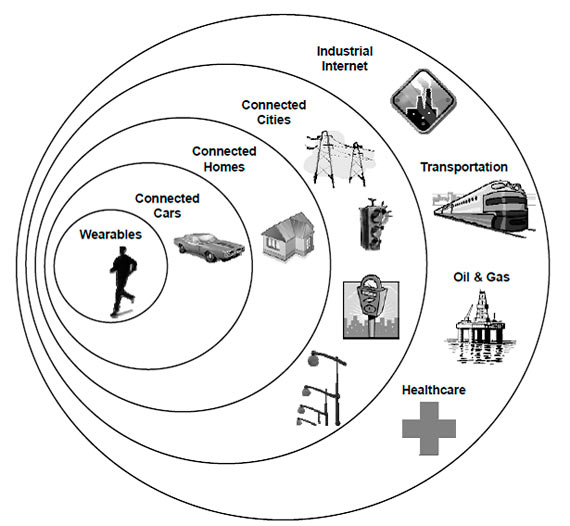 Industrial
Internet
Connected
Cities
Connected
Homes
Transportation
Connected
Cars
Wearables
Oil & Gas
Healthcare